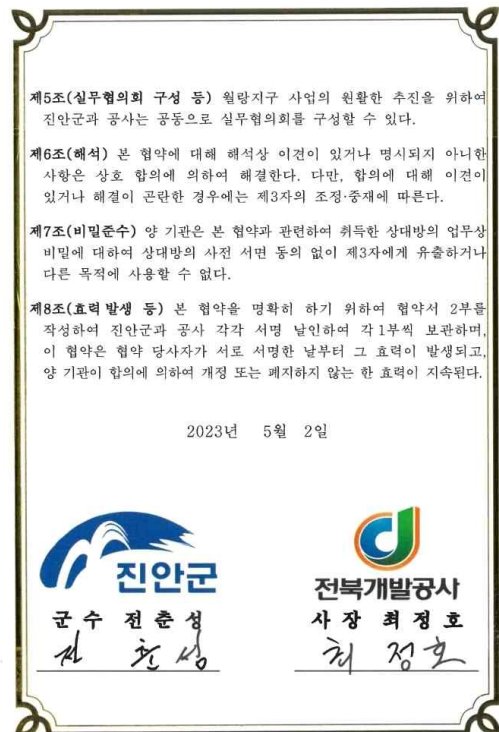 제5조(실무협의회 구성 등) 월랑지구 사업의 원활한 추진을 위하여
진안군과 공사는 공동으로 실무협의회를 구성할 수 있다.
제6조(해석) 본 협약에 대해 해석상 이견이 있거나 명시되지 아니한
사항은 상호 합의에 의하여 해결한다. 다만, 합의에 대해 이견이
있거나 해결이 곤란한 경우에는 제3자의 조정·중재에 따른다.
제7조(비밀준수) 양 기관은 본 협약과 관련하여 취득한 상대방의 업무상
비밀에 대하여 상대방의 사전 서면 동의 없이 제3자에게 유출하거나
다른 목적에 사용할 수 없다.
제8조(효력 발생 등) 본 협약을 명확히 하기 위하여 협약서 2부를
작성하여 진안군과 공사 각각 서명 날인하여 각 1부씩 보관하며,
이 협약은 협약 당사자가 서로 서명한 날부터 그 효력이 발생되고,
양 기관이 합의에 의하여 개정 또는 폐지하지 않는 한 효력이 지속된다.
2023년 5월 2일
진안군
군수 전춘성
전 춘 성
전북개발공사
사장 최정호
최 정호